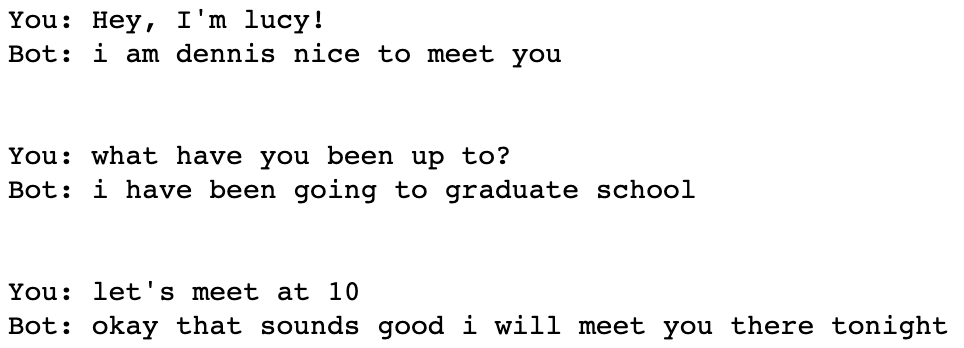 You: Hey, I'm lucy!
Bot: i am dennis nice to meet you
You: what have you been up to?
Bot: i have been going to graduate school
You: let's meet at 10
Bot: okay that sounds good i will meet you there tonight